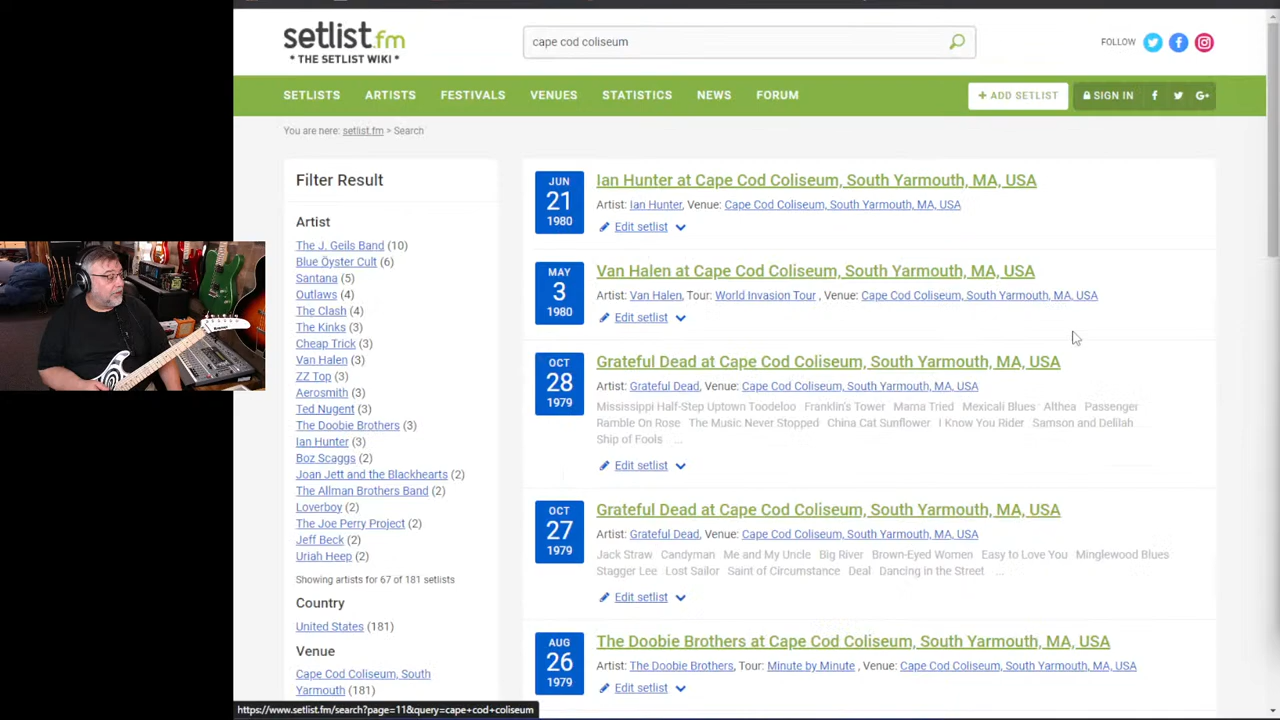 setlist.fm
* THE SETLIST WIKI *
cape cod coliseum
FOLLOW
SETLISTS ARTISTS FESTIVALS VENUES STATISTICS NEWS FORUM
+ ADD SETLIST
SIGN IN
You are here: setlist.fm > Search
Filter Result
Artist
The J. Geils Band (10)
Blue Öyster Cult (6)
Santana (5)
Outlaws (4)
The Clash (4)
The Kinks (3)
Cheap Trick (3)
Van Halen (3)
ZZ Top (3)
Aerosmith (3)
Ted Nugent (3)
The Doobie Brothers (3)
Ian Hunter (3)
Boz Scaggs (2)
Joan Jett and the Blackhearts (2)
The Allman Brothers Band (2)
Loverboy (2)
The Joe Perry Project (2)
Jeff Beck (2)
Uriah Heep (2)
Showing artists for 67 of 181 setlists
Country
United States (181)
Venue
Cape Cod Coliseum, South
Yarmouth (181)
JUN
21
1980
Ian Hunter at Cape Cod Coliseum, South Yarmouth, MA, USA
Artist: Ian Hunter, Venue: Cape Cod Coliseum, South Yarmouth, MA, USA
Edit setlist
MAY
3
1980
Van Halen at Cape Cod Coliseum, South Yarmouth, MA, USA
Artist: Van Halen, Tour: World Invasion Tour , Venue: Cape Cod Coliseum, South Yarmouth, MA, USA
Edit setlist
OCT
28
1979
Grateful Dead at Cape Cod Coliseum, South Yarmouth, MA, USA
Artist: Grateful Dead, Venue: Cape Cod Coliseum, South Yarmouth, MA, USA
Mississippi Half-Step Uptown Toodeloo Franklin's Tower Mama Tried Mexicali Blues Althea Passenger
Ramble On Rose The Music Never Stopped China Cat Sunflower I Know You Rider Samson and Delilah
Ship of Fools ...
Edit setlist
OCT
27
1979
Grateful Dead at Cape Cod Coliseum, South Yarmouth, MA, USA
Artist: Grateful Dead, Venue: Cape Cod Coliseum, South Yarmouth, MA, USA
Jack Straw Candyman Me and My Uncle Big River Brown-Eyed Women Easy to Love You Minglewood Blues
Stagger Lee Lost Sailor Saint of Circumstance Deal Dancing in the Street ...
Edit setlist
AUG
26
1979
The Doobie Brothers at Cape Cod Coliseum, South Yarmouth, MA, USA
Artist: The Doobie Brothers, Tour: Minute by Minute , Venue: Cape Cod Coliseum, South Yarmouth, MA, USA
Edit setlist
https://www.setlist.fm/search?page=11&query=cape+cod+coliseum